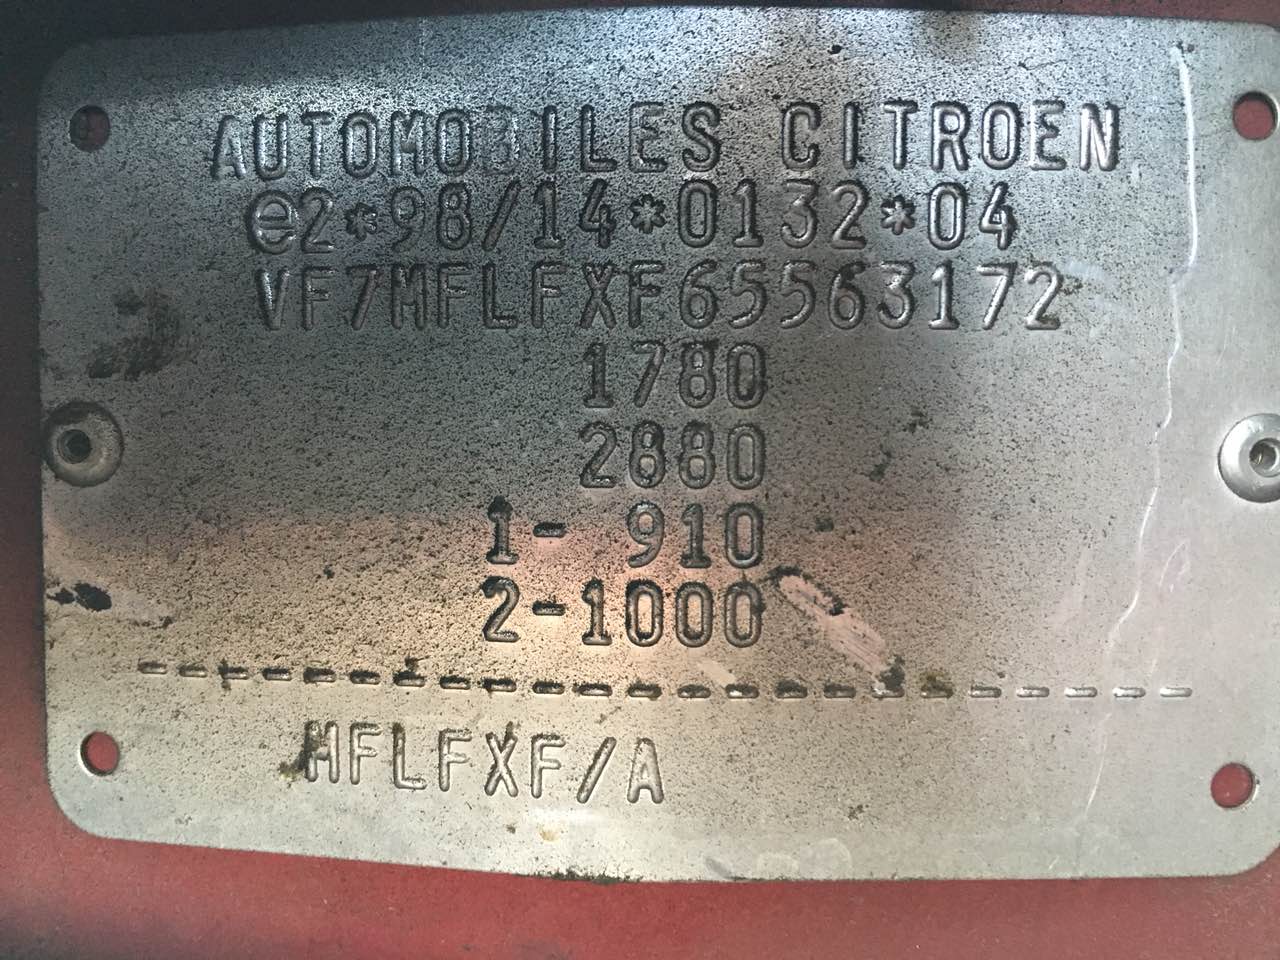 AUTOMOBILES CITROEN
e2*98/14*0132*04
VF7MFLFXF65563172
1780
2880
1- 910
2-1000
------------------------
MFLFXF/A